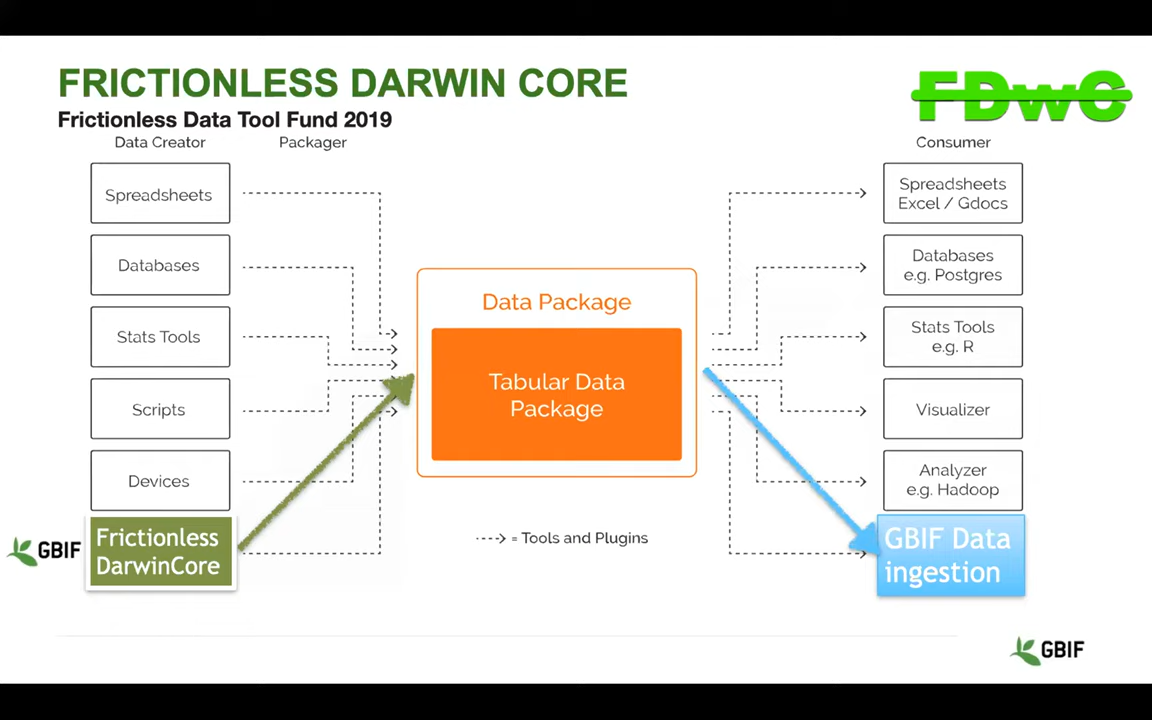 FRICTIONLESS DARWIN CORE
FDwC
Frictionless Data Tool Fund 2019
Data Creator
Packager
Consumer
Spreadsheets
Databases
Stats Tools
Scripts
Devices
GBIF
Frictionless
DarwinCore
Data Package
Tabular Data
Package
= Tools and Plugins
Spreadsheets
Excel / Gdocs
Databases
e.g. Postgres
Stats Tools
e.g. R
Visualizer
Analyzer
e.g. Hadoop
GBIF Data
ingestion
GBIF